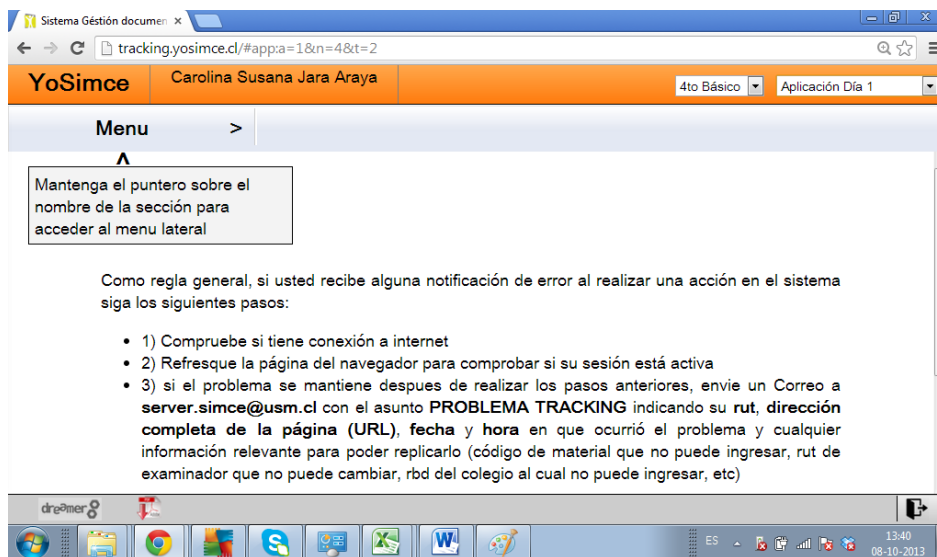 Sistema Géstión documen
tracking.yosimce.cl/#app:a=1&n=4&t=2
YoSimce
Carolina Susana Jara Araya
4to Básico
Aplicación Día 1
Menu >
Mantenga el puntero sobre el
nombre de la sección para
acceder al menu lateral
Como regla general, si usted recibe alguna notificación de error al realizar una acción en el sistema
siga los siguientes pasos:
1) Compruebe si tiene conexión a internet
2) Refresque la página del navegador para comprobar si su sesión está activa
3) si el problema se mantiene despues de realizar los pasos anteriores, envie un Correo a
server.simce@usm.cl con el asunto PROBLEMA TRACKING indicando su rut, dirección
completa de la página (URL), fecha y hora en que ocurrió el problema y cualquier
información relevante para poder replicarlo (código de material que no puede ingresar, rut de
examinador que no puede cambiar, rbd del colegio al cual no puede ingresar, etc)
dreamer
ES
13:40
08-10-2013